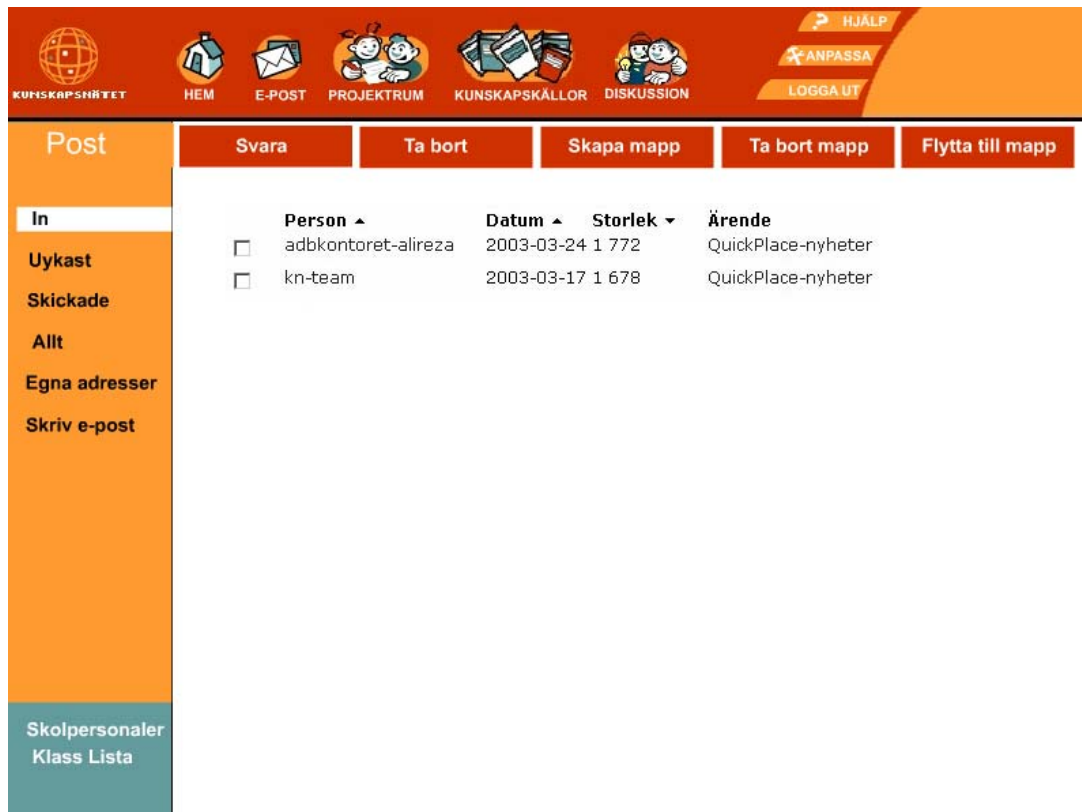 KUNSKAPSNÄTET
HEM E-POST PROJEKTRUM KUNSKAPSKÄLLOR DISKUSSION
? HJÄLP
ANPASSA
LOGGA UT
Post
Svara Ta bort Skapa mapp Ta bort mapp Flytta till mapp
In
Uykast
Skickade
Allt
Egna adresser
Skriv e-post
Person Datum Storlek Ärende
adbkontoret-alireza 2003-03-24 1 772 QuickPlace-nyheter
kn-team 2003-03-17 1 678 QuickPlace-nyheter
Skolpersonaler
Klass Lista